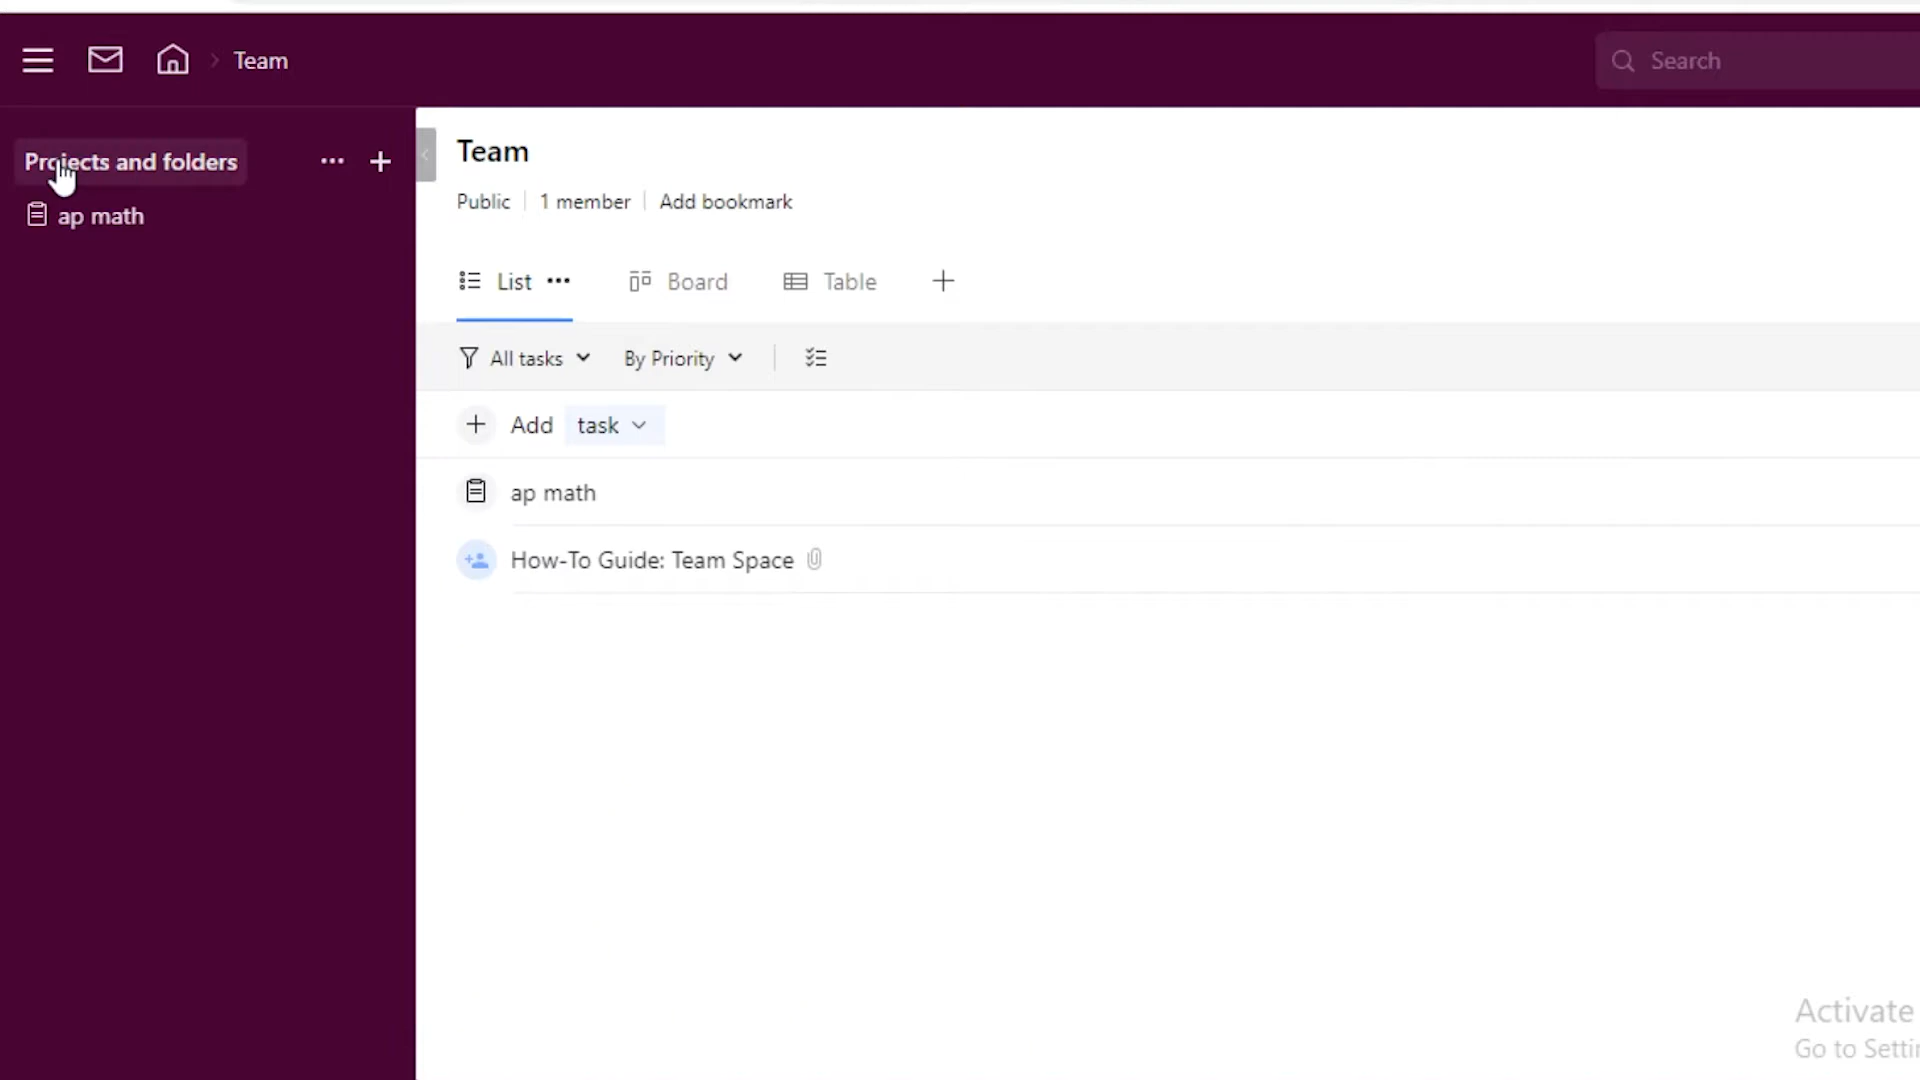 Team
Search
Projects and folders
ap math
Team
Public
1 member
Add bookmark
List
Board
Table
All tasks
By Priority
Add task
ap math
How-To Guide: Team Space
Activate
Go to